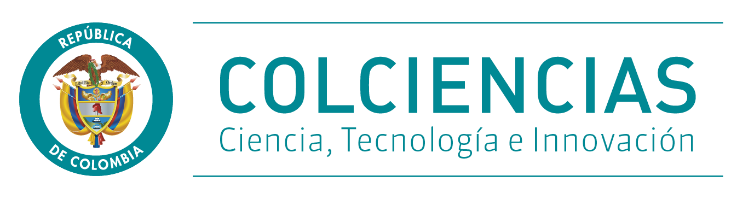 REPÚBLICA
DE COLOMBIA
COLCIENCIAS
Ciencia, Tecnología e Innovación